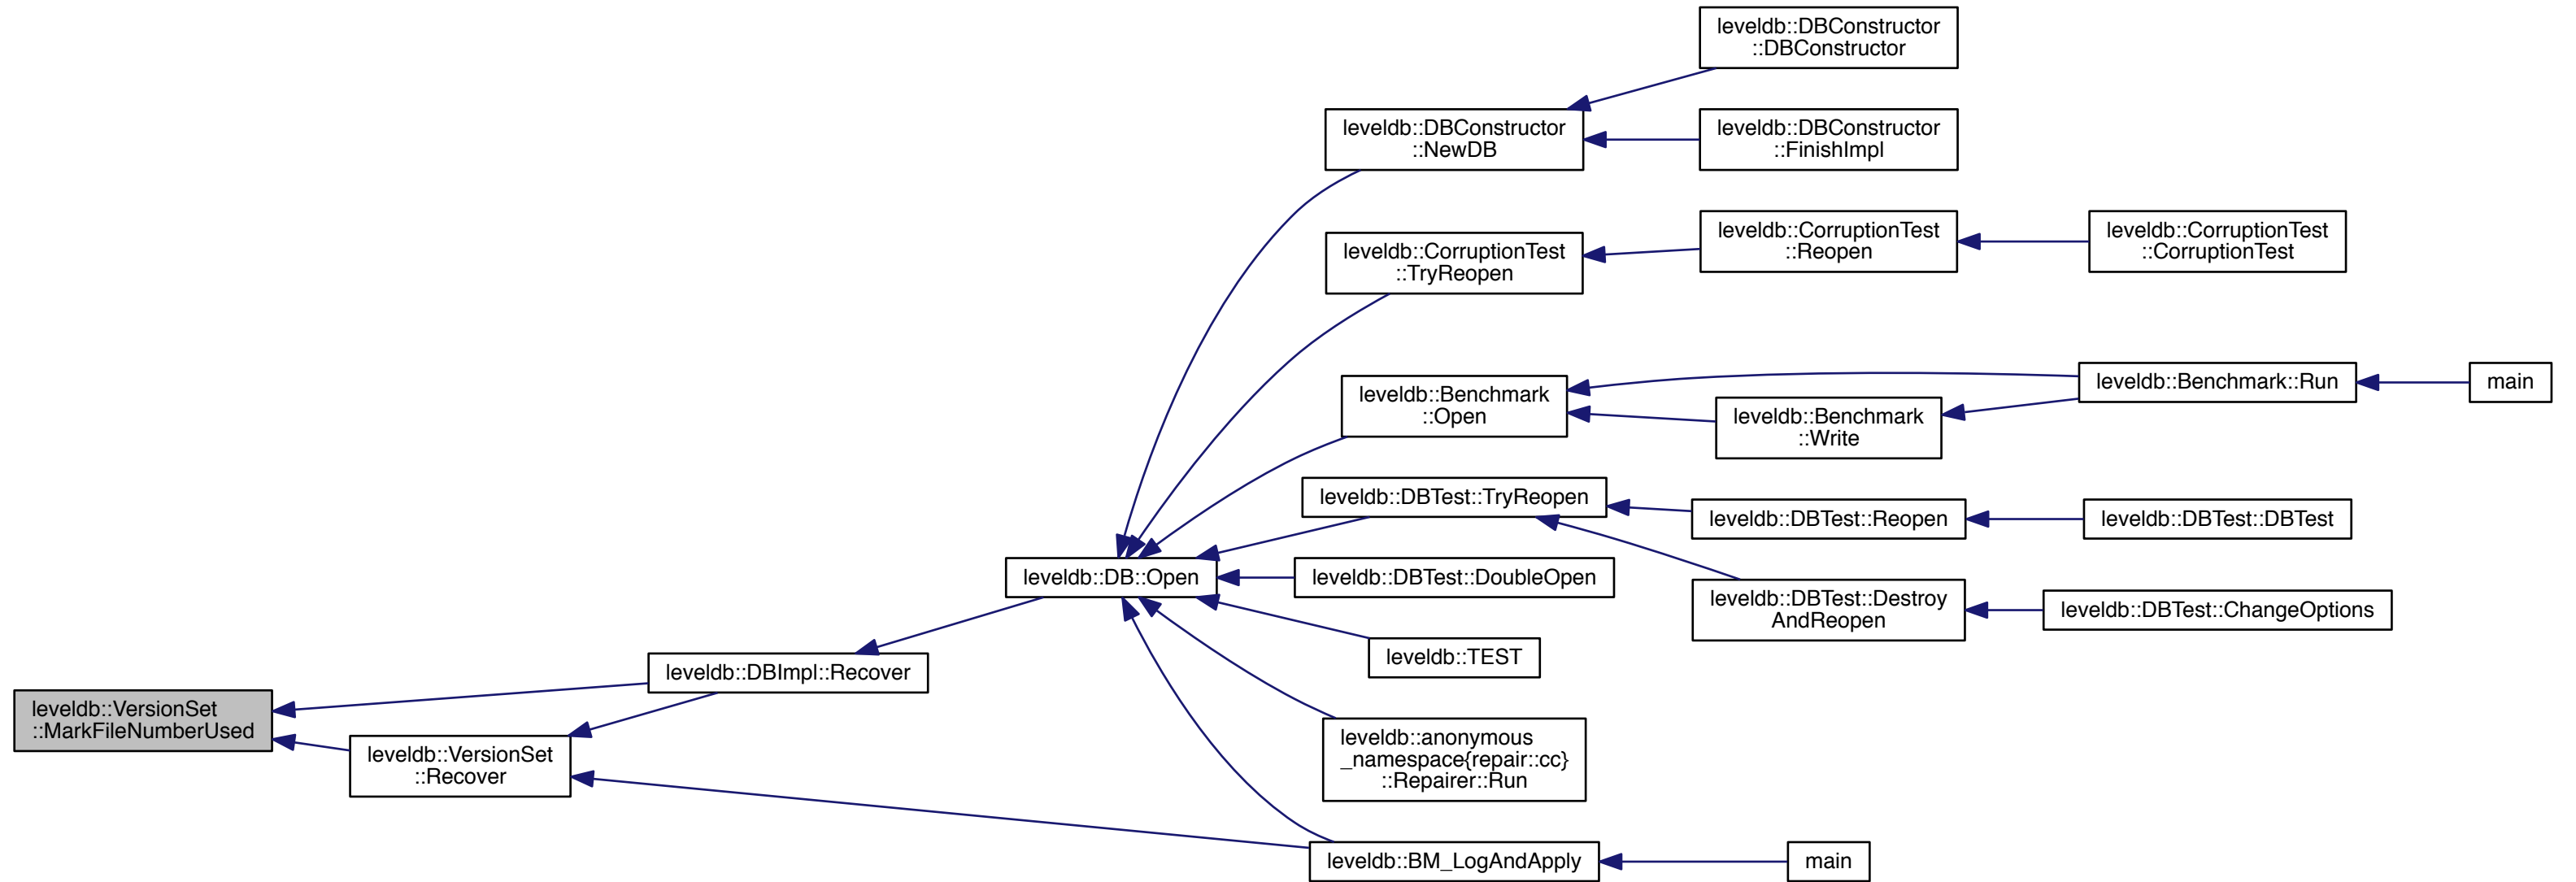 leveldb::DBConstructor
::DBConstructor
leveldb::DBConstructor
::NewDB
leveldb::DBConstructor
::FinishImpl
leveldb::CorruptionTest
::TryReopen
leveldb::CorruptionTest
::Reopen
leveldb::CorruptionTest
::CorruptionTest
leveldb::Benchmark
::Open
leveldb::Benchmark::Run
main
leveldb::Benchmark
::Write
leveldb::DBTest::TryReopen
leveldb::DBTest::Reopen
leveldb::DBTest::DBTest
leveldb::DB::Open
leveldb::DBTest::DoubleOpen
leveldb::DBTest::Destroy
AndReopen
leveldb::DBTest::ChangeOptions
leveldb::TEST
leveldb::DBImpl::Recover
leveldb::VersionSet
::MarkFileNumberUsed
leveldb::VersionSet
::Recover
leveldb::anonymous
_namespace{repair::cc}
::Repairer::Run
leveldb::BM_LogAndApply
main